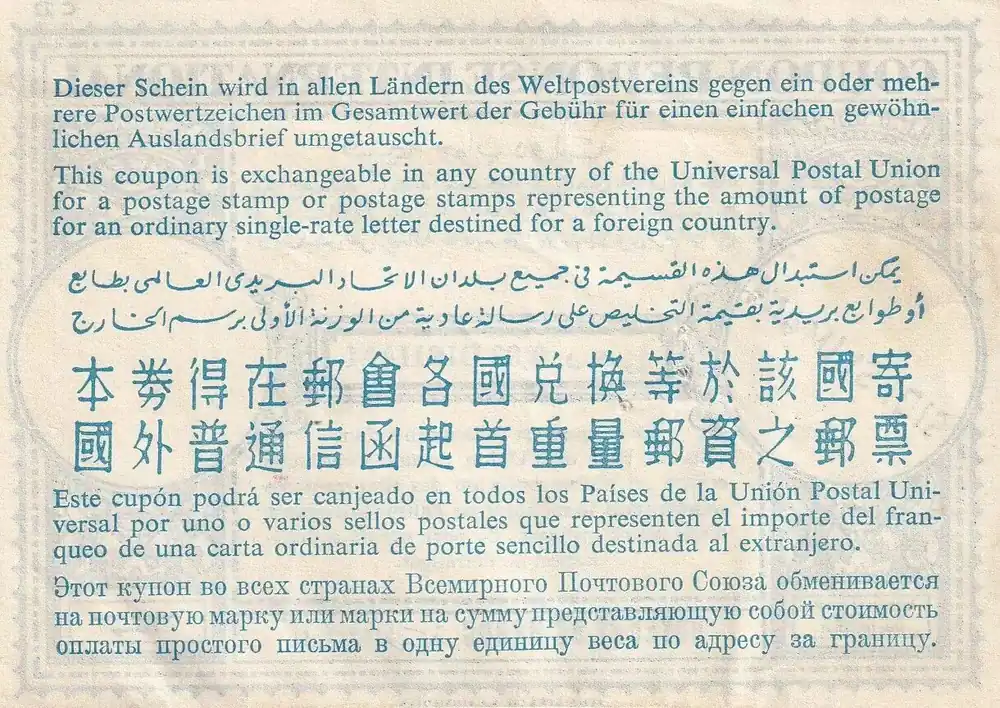 Dieser Schein wird in allen Ländern des Weltpostvereins gegen ein oder meh-
rere Postwertzeichen im Gesamtwert der Gebühr für einen einfachen gewöhn-
lichen Auslandsbrief umgetauscht.
This coupon is exchangeable in any country of the Universal Postal Union
for a postage stamp or postage stamps representing the amount of postage
for an ordinary single-rate letter destined for a foreign country.
يمكن استبدال هذه القسيمة في جميع بلدان الاتحاد البريدى العالمى بطابع
أو طوابع بريدية بقيمة التخليص على رسالة عادية من الوزنة الأولى برسم الخارج
本券得在郵會各國兌換等於該國寄
國外普通信函起首重量郵資之郵票
Este cupón podrá ser canjeado en todos los Países de la Unión Postal Uni-
versal por uno o varios sellos postales que representen el importe del fran-
queo de una carta ordinaria de porte sencillo destinada al extranjero.
Этот купон во всех странах Всемирного Почтового Союза обменивается
на почтовую марку или марки на сумму представляющую собой стоимость
оплаты простого письма в одну единицу веса по адресу за границу.